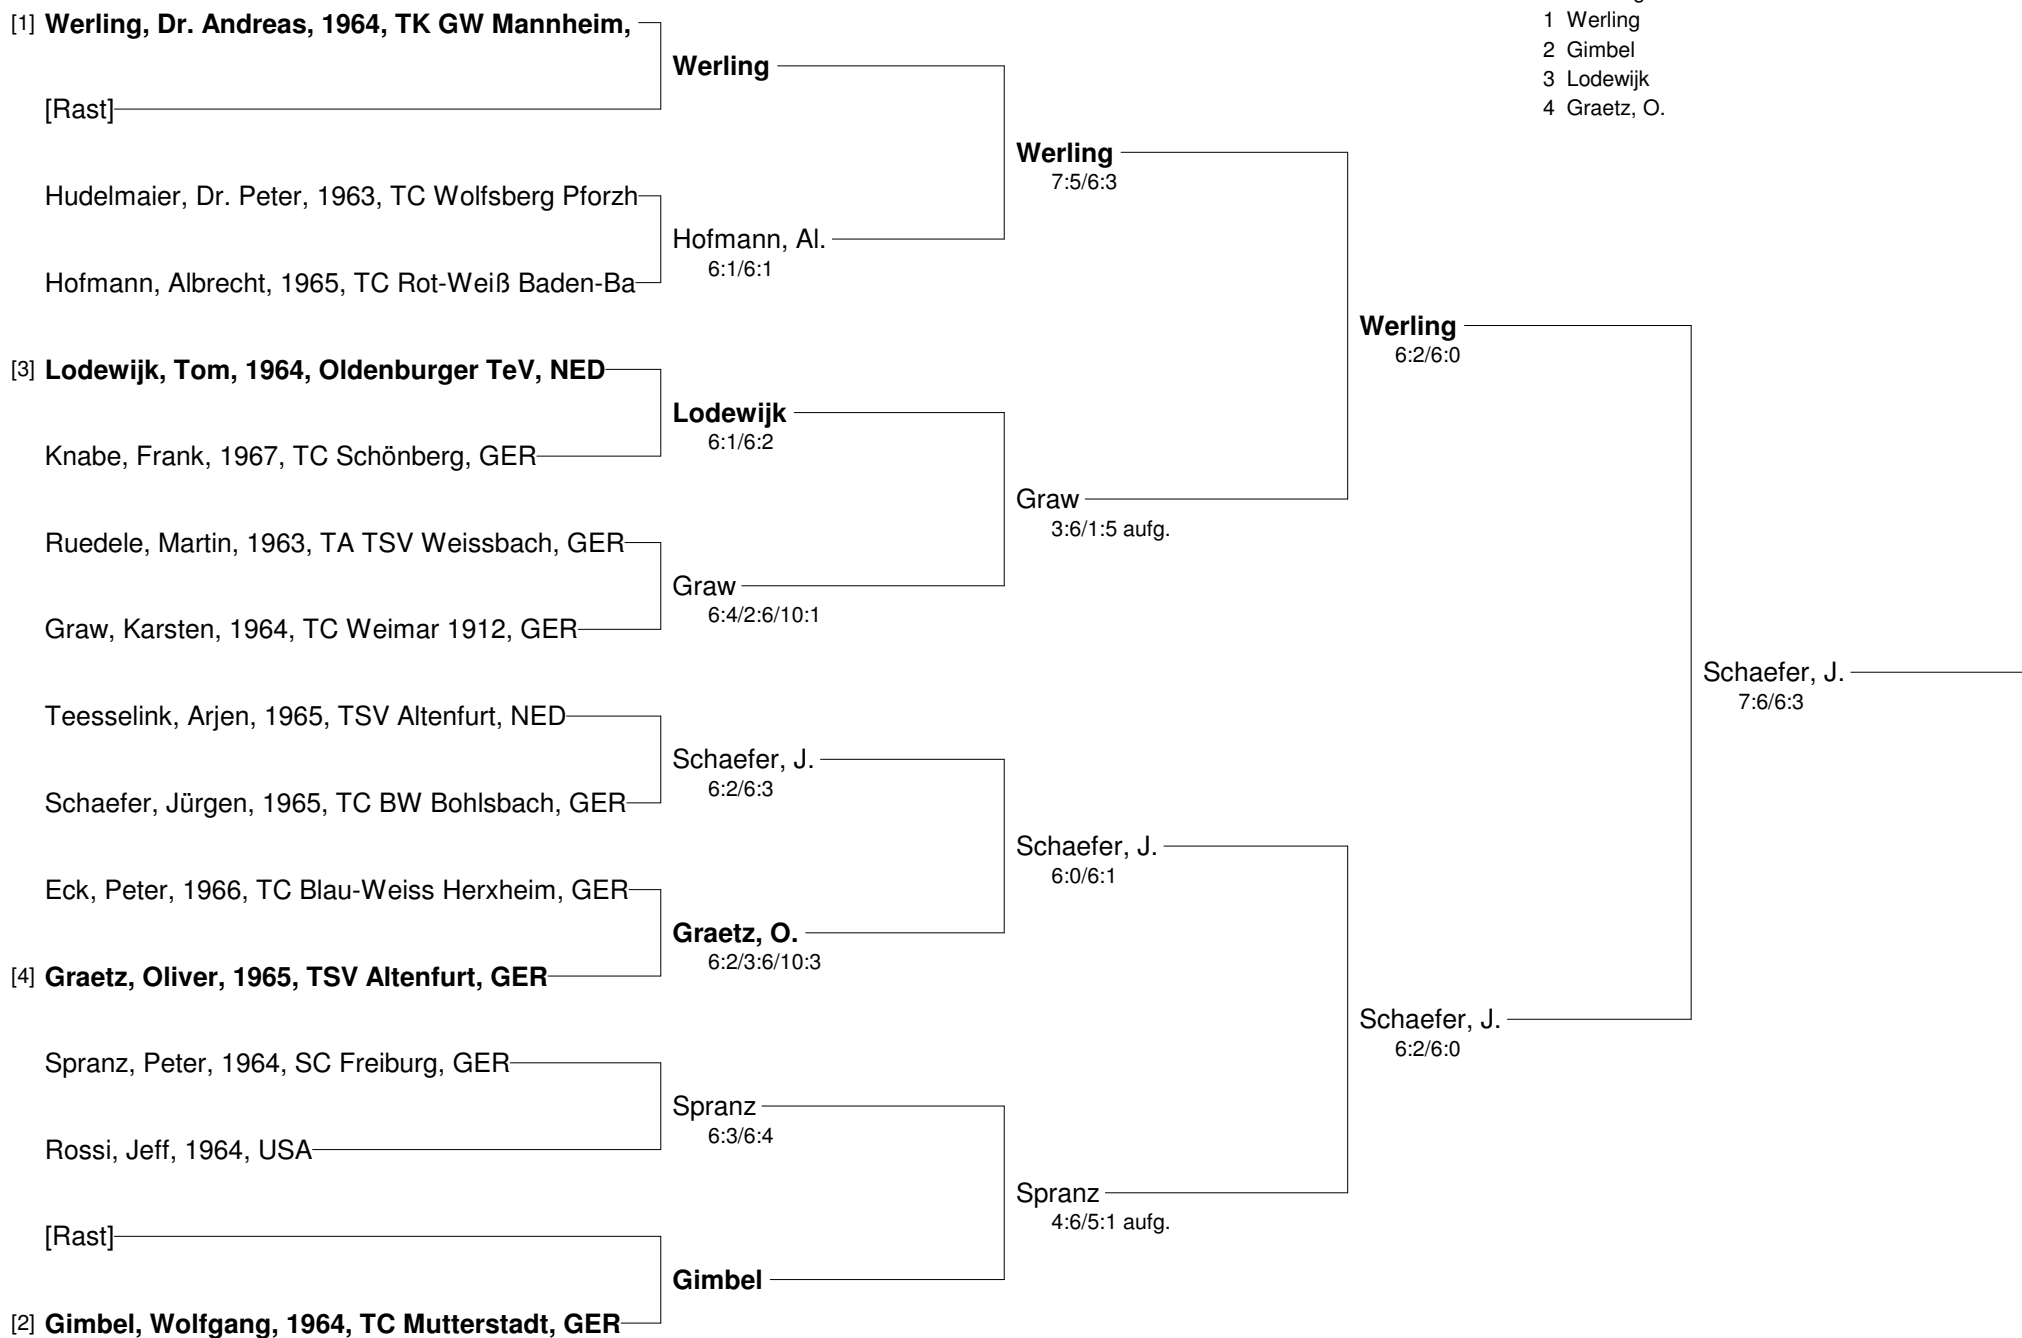 1 Werling
2 Gimbel
3 Lodewijk
4 Graetz, O.
[1] Werling, Dr. Andreas, 1964, TK GW Mannheim,
[Rast]
Hudelmaier, Dr. Peter, 1963, TC Wolfsberg Pforzh
Hofmann, Albrecht, 1965, TC Rot-Weiß Baden-Ba
[3] Lodewijk, Tom, 1964, Oldenburger TeV, NED
Knabe, Frank, 1967, TC Schönberg, GER
Ruedele, Martin, 1963, TA TSV Weissbach, GER
Graw, Karsten, 1964, TC Weimar 1912, GER
Teesselink, Arjen, 1965, TSV Altenfurt, NED
Schaefer, Jürgen, 1965, TC BW Bohlsbach, GER
Eck, Peter, 1966, TC Blau-Weiss Herxheim, GER
[4] Graetz, Oliver, 1965, TSV Altenfurt, GER
Spranz, Peter, 1964, SC Freiburg, GER
Rossi, Jeff, 1964, USA
[Rast]
[2] Gimbel, Wolfgang, 1964, TC Mutterstadt, GER
Werling
Hofmann, Al.
6:1/6:1
Lodewijk
6:1/6:2
Graw
6:4/2:6/10:1
Schaefer, J.
6:2/6:3
Graetz, O.
6:2/3:6/10:3
Spranz
6:3/6:4
Gimbel
Werling
7:5/6:3
Graw
3:6/1:5 aufg.
Schaefer, J.
6:0/6:1
Spranz
4:6/5:1 aufg.
Werling
6:2/6:0
Schaefer, J.
6:2/6:0
Schaefer, J.
7:6/6:3